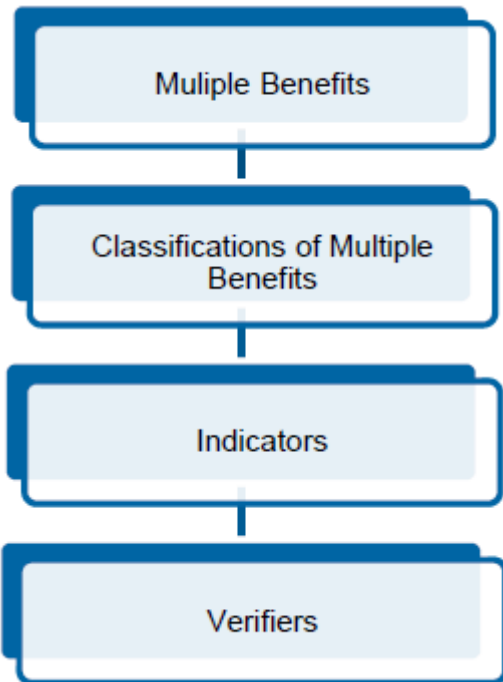 Muliple Benefits
Classifications of Multiple
Benefits
Indicators
Verifiers